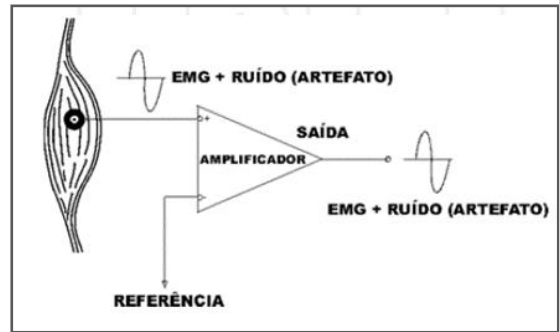 EMG + RUÍDO (ARTEFATO)
SAÍDA
+
AMPLIFICADOR
-
EMG + RUÍDO (ARTEFATO)
REFERÊNCIA